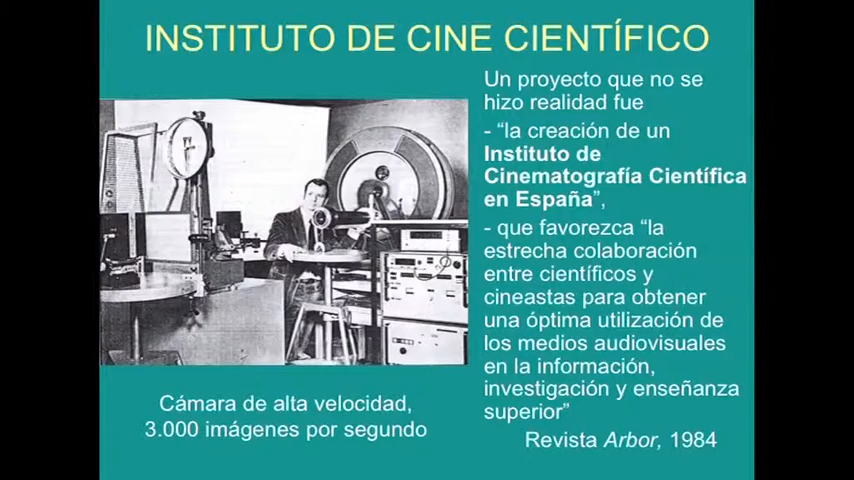 INSTITUTO DE CINE CIENTÍFICO
Un proyecto que no se
hizo realidad fue
- “la creación de un
Instituto de
Cinematografía Científica
en España”,
- que favorezca “la
estrecha colaboración
entre científicos y
cineastas para obtener
una óptima utilización de
los medios audiovisuales
en la información,
investigación y enseñanza
superior”
Revista Arbor, 1984
Cámara de alta velocidad,
3.000 imágenes por segundo